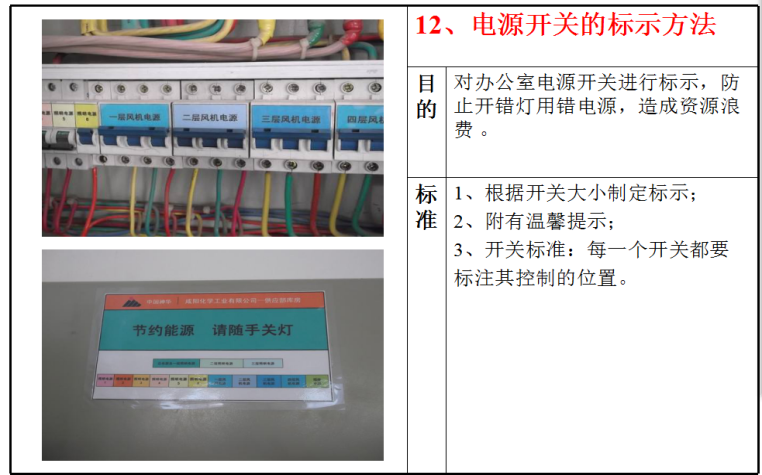 12、电源开关的标示方法
目的
对办公室电源开关进行标示，防
止开错灯用错电源，造成资源浪
费 。
标准
1、根据开关大小制定标示；
2、附有温馨提示；
3、开关标准：每一个开关都要
标注其控制的位置。
一层风机电源
二层风机电源
三层风机电源
四层风机
节约能源 请随手关灯